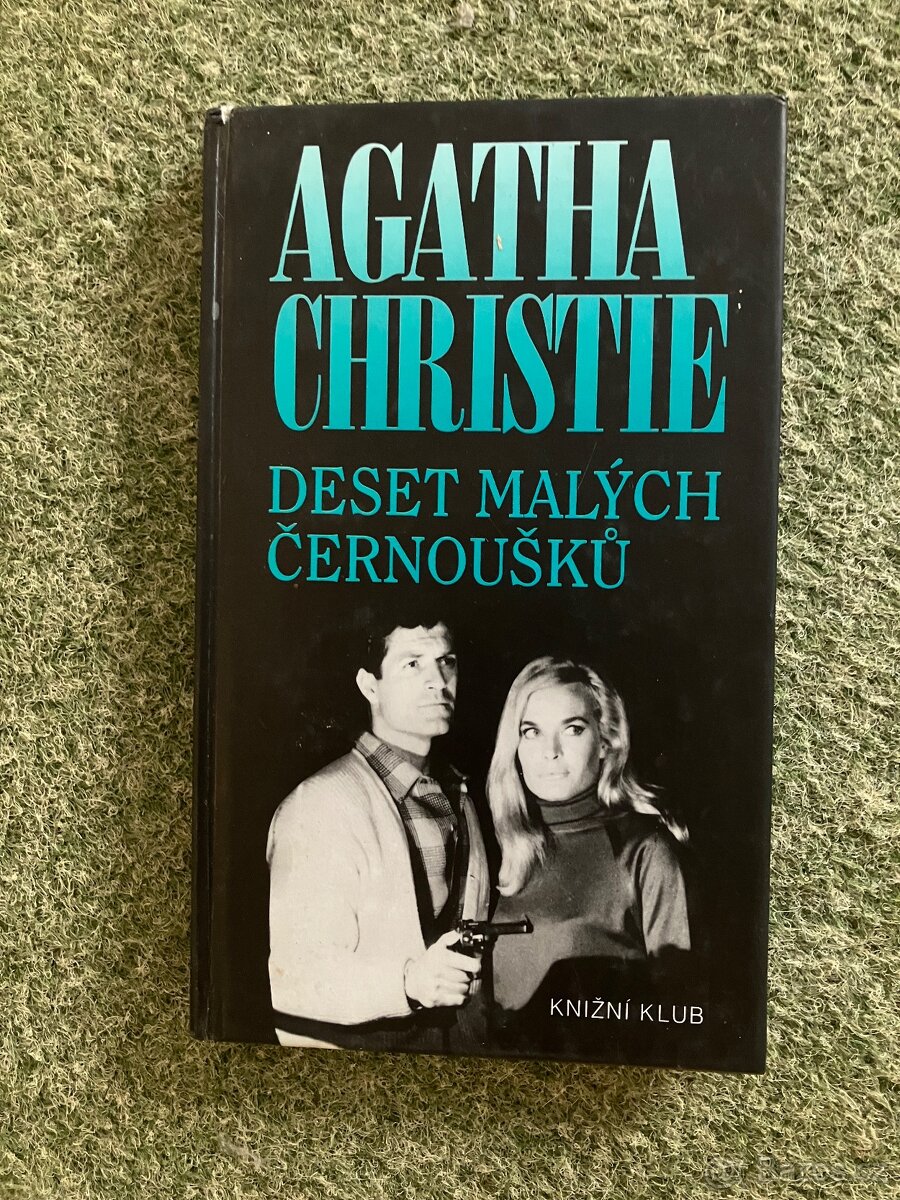 AGATHA
CHRISTIE
DESET MALÝCH
ČERNOUŠKŮ
KNIŽNÍ KLUB